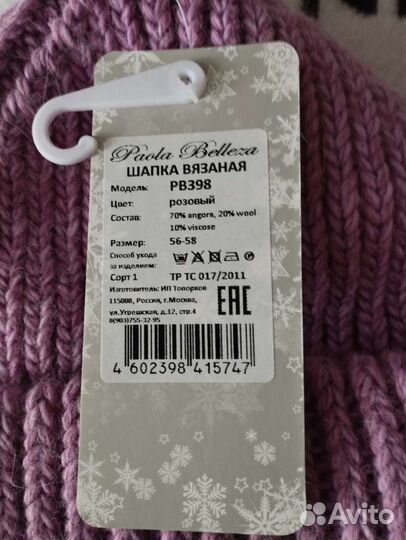 Paola Belleza
ШАПКА ВЯЗАНАЯ
Модель: PB398
Цвет: розовый
Состав: 70% angora, 20% wool
10% viscose
Размер: 56-58
Способ ухода
за изделием:
Сорт 1 ТР ТС 017/2011
Изготовитель: ИП Топорков
115088, Россия, г.Москва,
ул.Угрешская, д.12, стр.4
8(903)755-32-95
EAC
4 602398 415747
Avito